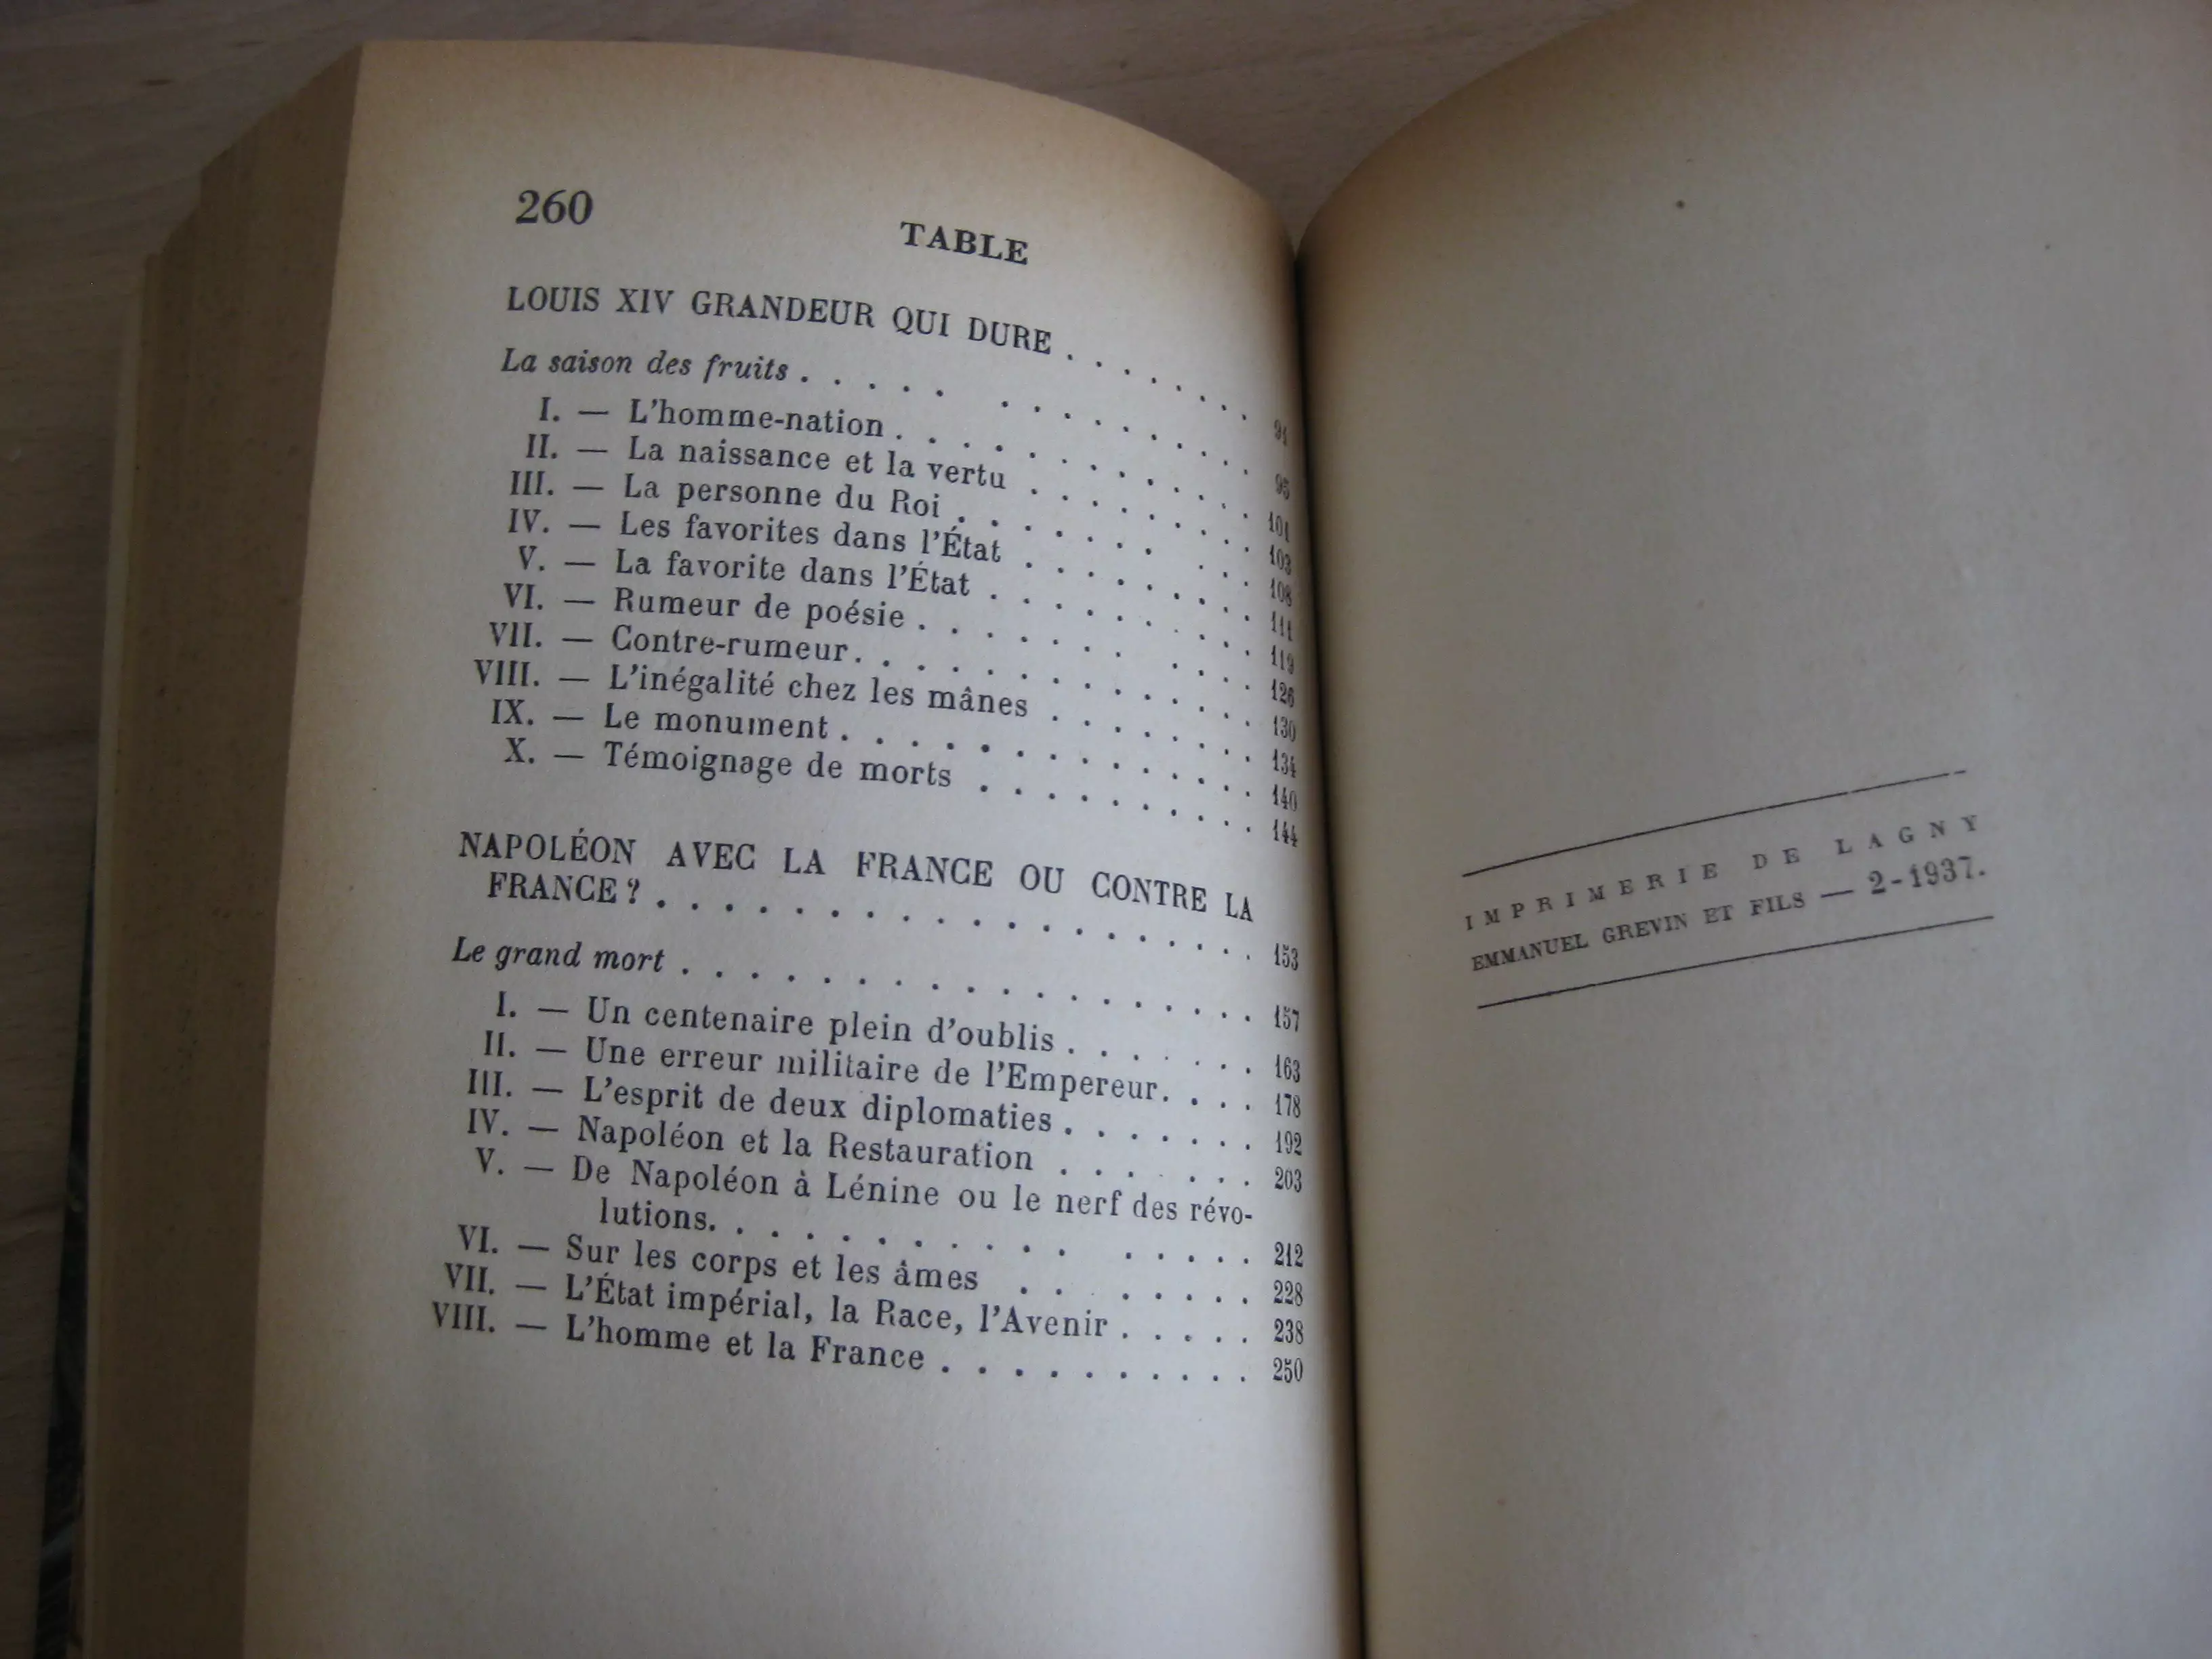 260
TABLE
LOUIS XIV GRANDEUR QUI DURE . . . . . . . . 91
La saison des fruits . . . . . . . . . . . . . . 95
I. — L'homme-nation . . . . . . . . . . . 101
II. — La naissance et la vertu . . . . . . . . 103
III. — La personne du Roi . . . . . . . . . . 108
IV. — Les favorites dans l'État . . . . . . . . 111
V. — La favorite dans l'État . . . . . . . . . 119
VI. — Rumeur de poésie . . . . . . . . . . 126
VII. — Contre-rumeur . . . . . . . . . . . . 130
VIII. — L'inégalité chez les mânes . . . . . . . 134
IX. — Le monument . . . . . . . . . . . . 140
X. — Témoignage de morts . . . . . . . . . 144
NAPOLÉON AVEC LA FRANCE OU CONTRE LA
FRANCE ? . . . . . . . . . . . . . . . . . . 153
Le grand mort . . . . . . . . . . . . . . . . . 157
I. — Un centenaire plein d'oublis . . . . . . 163
II. — Une erreur militaire de l'Empereur. . . . 178
III. — L'esprit de deux diplomaties . . . . . . . 192
IV. — Napoléon et la Restauration . . . . . . 203
V. — De Napoléon à Lénine ou le nerf des révo-
lutions. . . . . . . . . . . . . . . . 212
VI. — Sur les corps et les âmes . . . . . . . . 228
VII. — L'État impérial, la Race, l'Avenir . . . . . 238
VIII. — L'homme et la France . . . . . . . . . 250
IMPRIMERIE DE LAGNY
EMMANUEL GREVIN ET FILS — 2-1937.